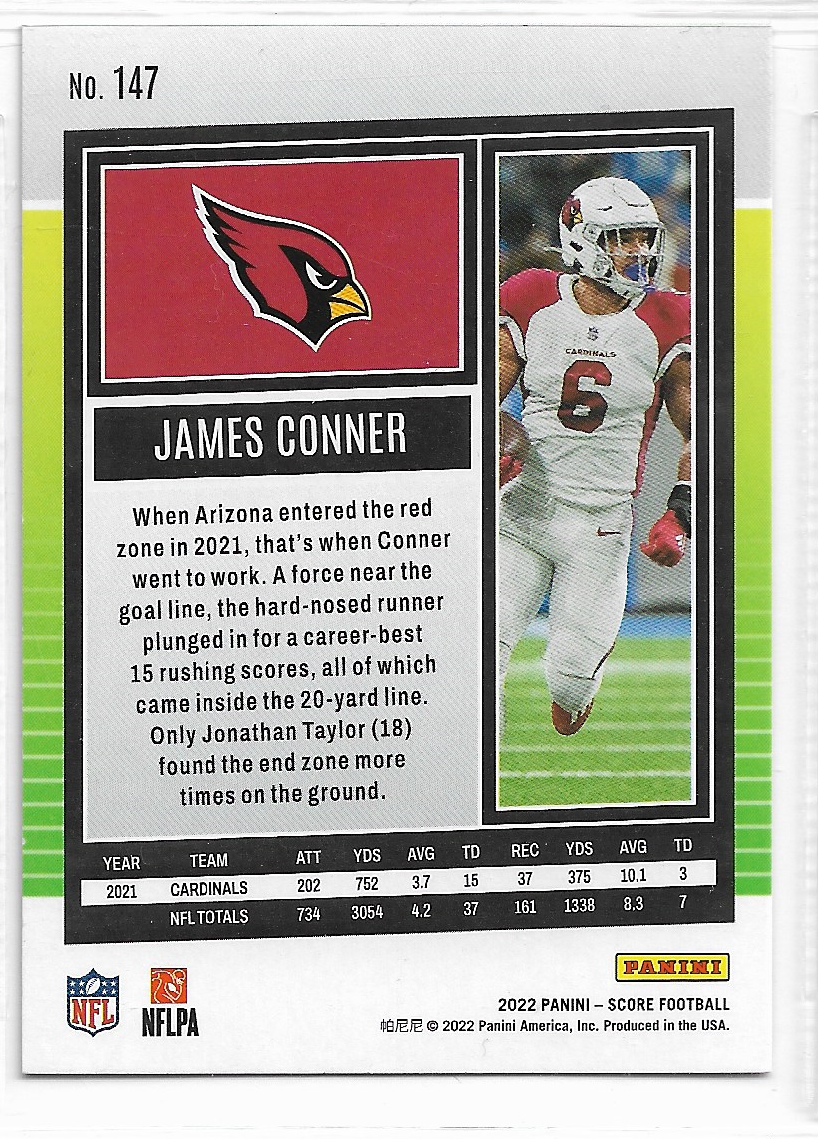 No. 147
CARDINALS
6
JAMES CONNER
When Arizona entered the red
zone in 2021, that's when Conner
went to work. A force near the
goal line, the hard-nosed runner
plunged in for a career-best
15 rushing scores, all of which
came inside the 20-yard line.
Only Jonathan Taylor (18)
found the end zone more
times on the ground.
YEAR TEAM ATT YDS AVG TD REC YDS AVG TD
2021 CARDINALS 202 752 3.7 15 37 375 10.1 3
NFL TOTALS 734 3054 4.2 37 161 1338 8.3 7
NFL
NFLPA
PANINI
2022 PANINI – SCORE FOOTBALL
帕尼尼 © 2022 Panini America, Inc. Produced in the USA.